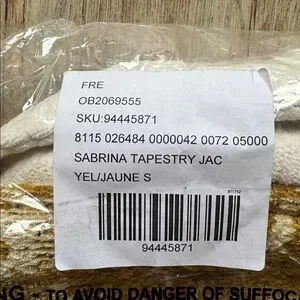 FRE
OB2069555
SKU:94445871
8115 026484 0000042 0072 05000
SABRINA TAPESTRY JAC
YEL/JAUNE S
94445871
NG - TO AVOID DANGER OF SUFFOC